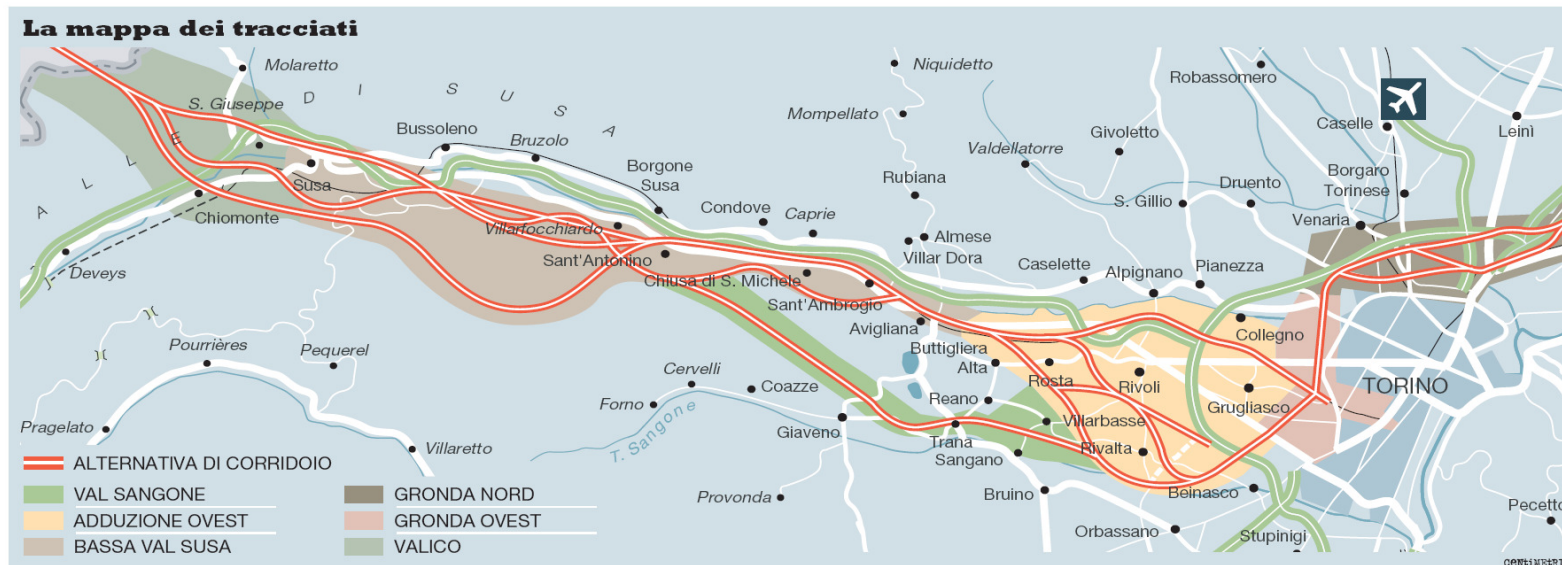 La mappa dei tracciati
Molaretto
S. Giuseppe
VALLE DI SUSA
Bussoleno
Bruzolo
Susa
Chiomonte
Deveys
Borgone
Susa
Villarfocchiardo
Sant'Antonino
Condove
Caprie
Chiusa di S. Michele
Sant'Ambrogio
Niquidetto
Mompellato
Rubiana
Almese
Villar Dora
Avigliana
Buttigliera
Alta
Valdellatorre
Givoletto
Robassomero
Caselle
Leinì
Borgaro
Torinese
Druento
S. Gillio
Venaria
Caselette
Alpignano
Pianezza
Collegno
Rosta
Rivoli
Grugliasco
TORINO
Reano
Villarbasse
Rivalta
Trana
Sangano
Bruino
Beinasco
Orbassano
Stupinigi
Pecetto
Pourrières
Pequerel
Pragelato
Villaretto
Cervelli
Coazze
Forno
T. Sangone
Giaveno
Provonda
ALTERNATIVA DI CORRIDOIO
VAL SANGONE
ADDUZIONE OVEST
BASSA VAL SUSA
GRONDA NORD
GRONDA OVEST
VALICO
CENTIMETRI